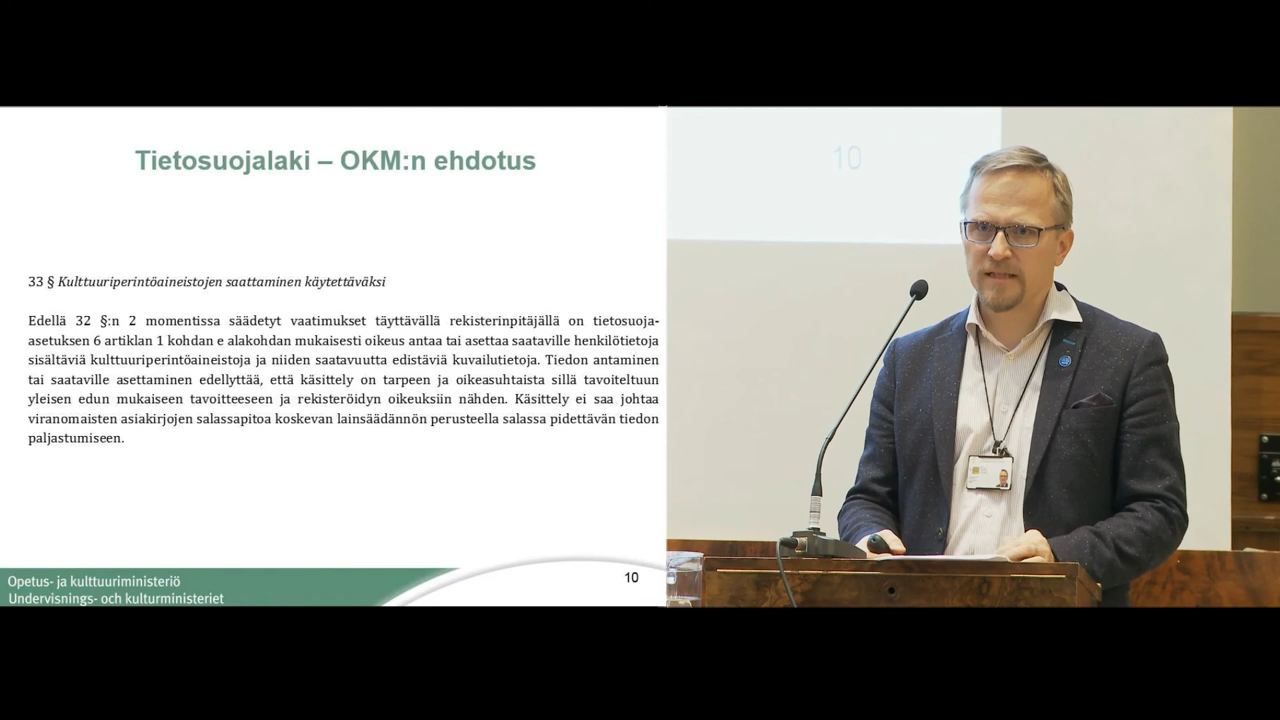 Tietosuojalaki – OKM:n ehdotus
33 § Kulttuuriperintöaineistojen saattaminen käytettäväksi
Edellä 32 §:n 2 momentissa säädetyt vaatimukset täyttävällä rekisterinpitäjällä on tietosuoja-
asetuksen 6 artiklan 1 kohdan e alakohdan mukaisesti oikeus antaa tai asettaa saataville henkilötietoja
sisältäviä kulttuuriperintöaineistoja ja niiden saatavuutta edistäviä kuvailutietoja. Tiedon antaminen
tai saataville asettaminen edellyttää, että käsittely on tarpeen ja oikeasuhtaista sillä tavoiteltuun
yleisen edun mukaiseen tavoitteeseen ja rekisteröidyn oikeuksiin nähden. Käsittely ei saa johtaa
viranomaisten asiakirjojen salassapitoa koskevan lainsäädännön perusteella salassa pidettävän tiedon
paljastumiseen.
Opetus- ja kulttuuriministeriö
Undervisnings- och kulturministeriet
10
10